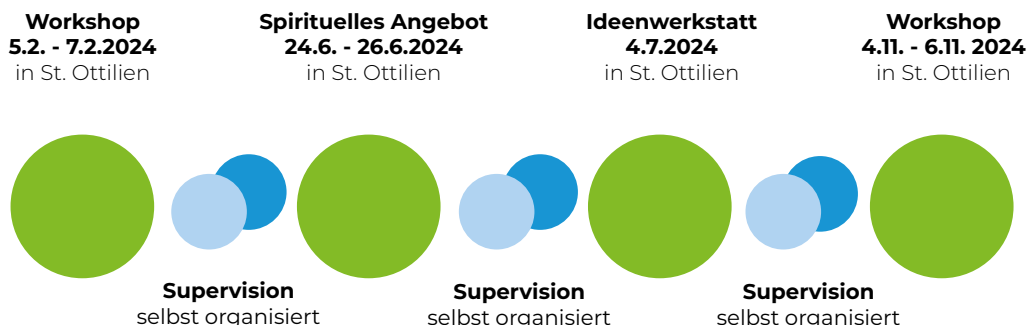 Workshop
5.2. - 7.2.2024
in St. Ottilien
Spirituelles Angebot
24.6. - 26.6.2024
in St. Ottilien
Ideenwerkstatt
4.7.2024
in St. Ottilien
Workshop
4.11. - 6.11. 2024
in St. Ottilien
Supervision
selbst organisiert
Supervision
selbst organisiert
Supervision
selbst organisiert